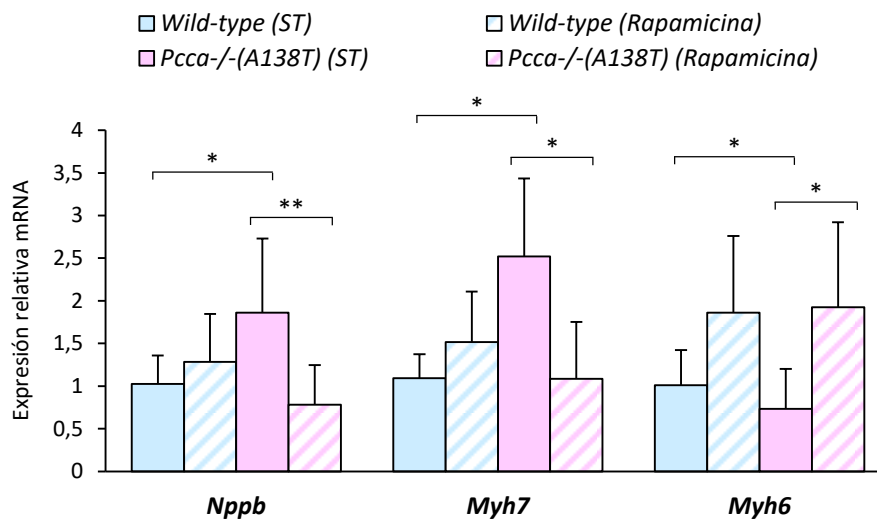 Wild-type (ST) Wild-type (Rapamicina)
Pcca-/-(A138T) (ST) Pcca-/-(A138T) (Rapamicina)
Expresión relativa mRNA
4
3,5
3
2,5
2
1,5
1
0,5
0
* ** * * * *
Nppb Myh7 Myh6